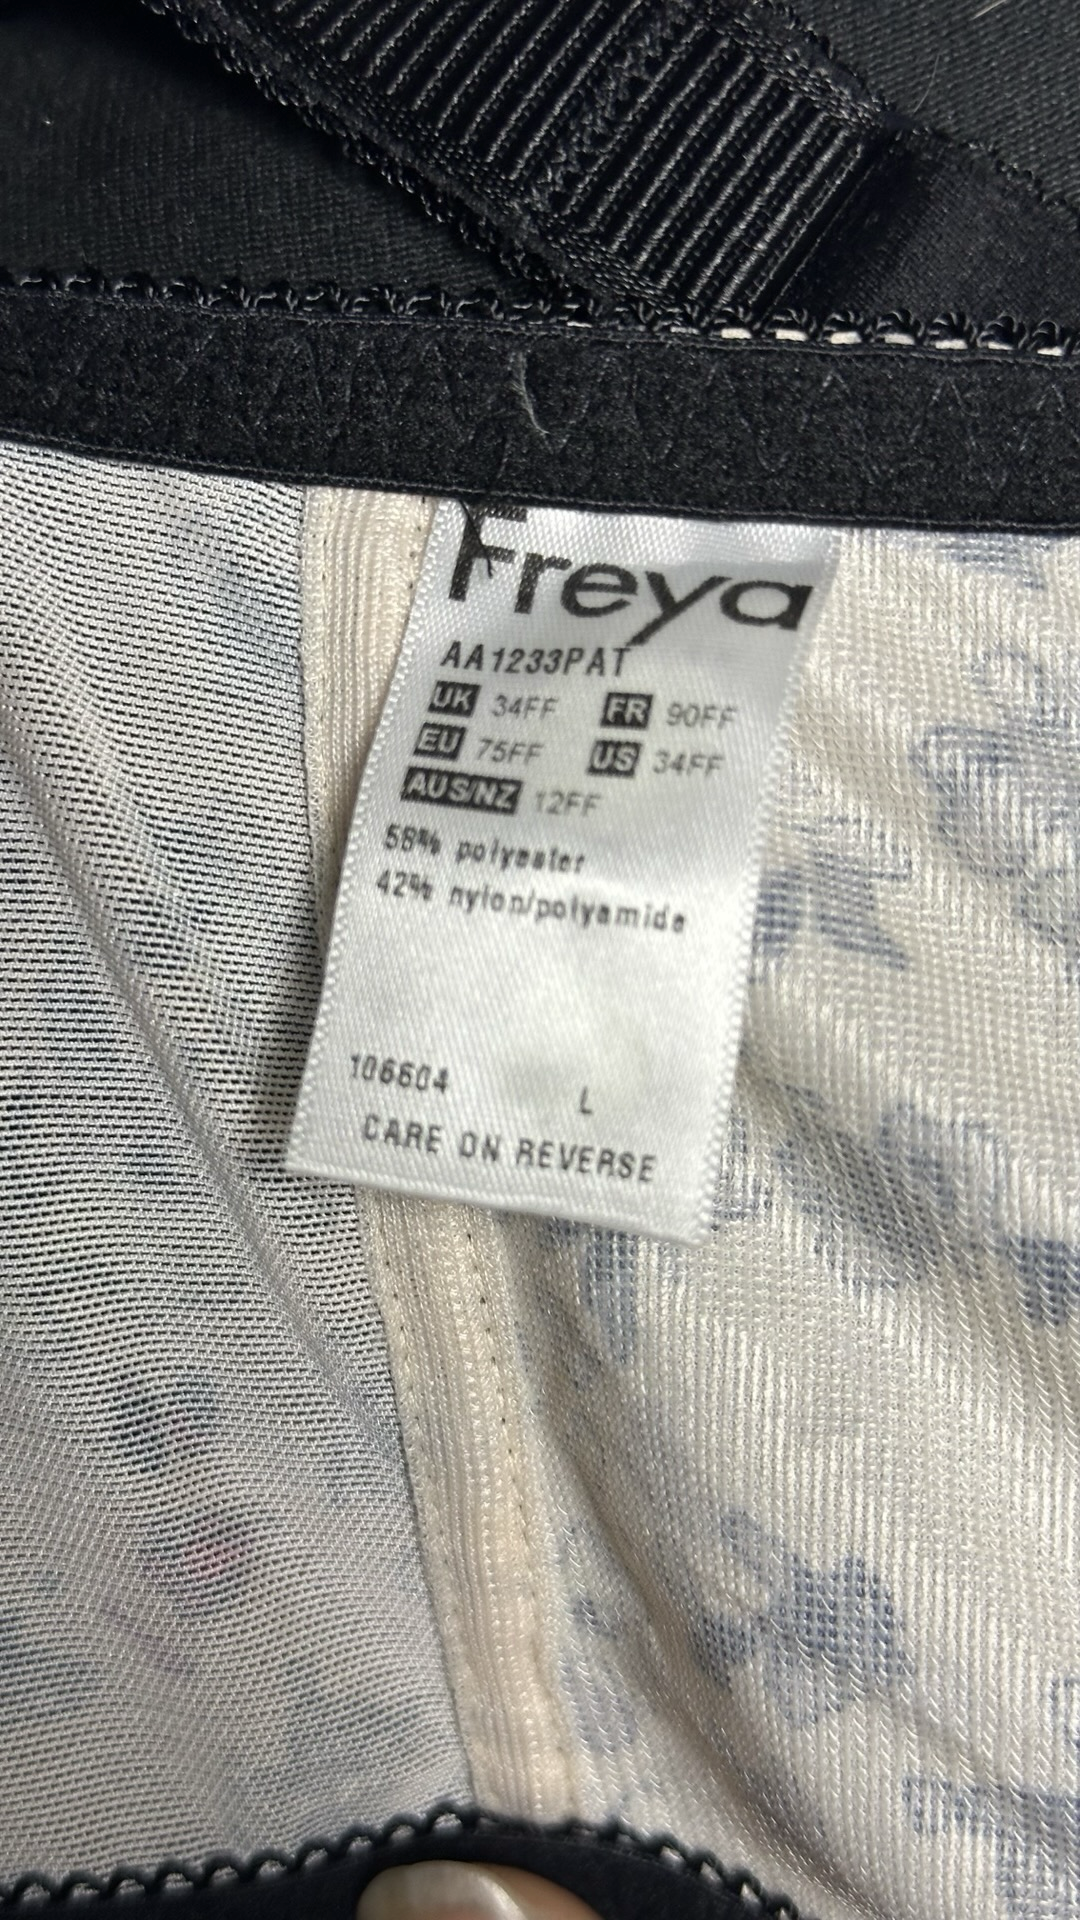 Freya
AA1233PAT
UK 34FF FR 90FF
EU 75FF US 34FF
AUS/NZ 12FF
58% polyester
42% nylon/polyamide
106604 L
CARE ON REVERSE